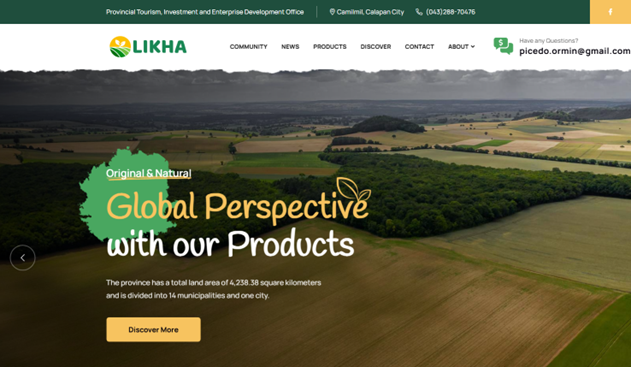 Provincial Tourism, Investment and Enterprise Development Office
Camilmil, Calapan City
(043)288-70476
LIKHA
COMMUNITY
NEWS
PRODUCTS
DISCOVER
CONTACT
ABOUT
Have any Questions?
picedo.ormin@gmail.com
Original & Natural
Global Perspective
with our Products
The province has a total land area of 4,238.38 square kilometers
and is divided into 14 municipalities and one city.
Discover More